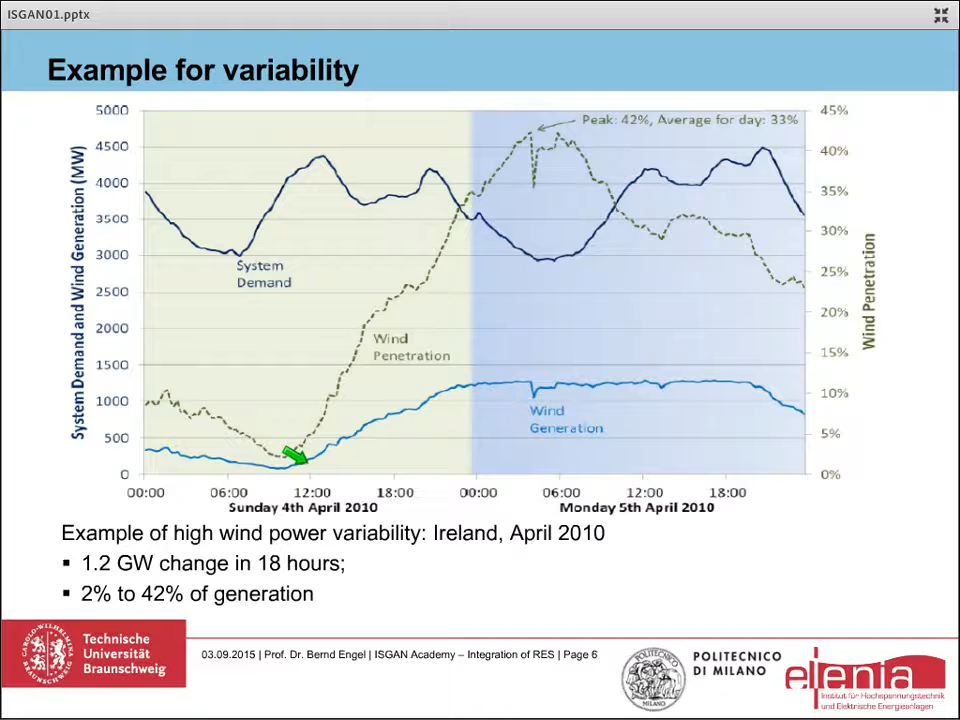 ISGAN01.pptx
Example for variability
5000
4500
4000
3500
3000
2500
2000
1500
1000
500
0
System Demand and Wind Generation (MW)
Peak: 42%, Average for day: 33%
System
Demand
Wind
Penetration
Wind
Generation
45%
40%
35%
30%
25%
20%
15%
10%
5%
0%
Wind Penetration
00:00 06:00 12:00 18:00 00:00 06:00 12:00 18:00
Sunday 4th April 2010 Monday 5th April 2010
Example of high wind power variability: Ireland, April 2010
▪ 1.2 GW change in 18 hours;
▪ 2% to 42% of generation
Technische
Universität
Braunschweig
03.09.2015 | Prof. Dr. Bernd Engel | ISGAN Academy – Integration of RES | Page 6
POLITECNICO
DI MILANO
elenia
Institut für Hochspannungstechnik
und Elektrische Energieanlagen